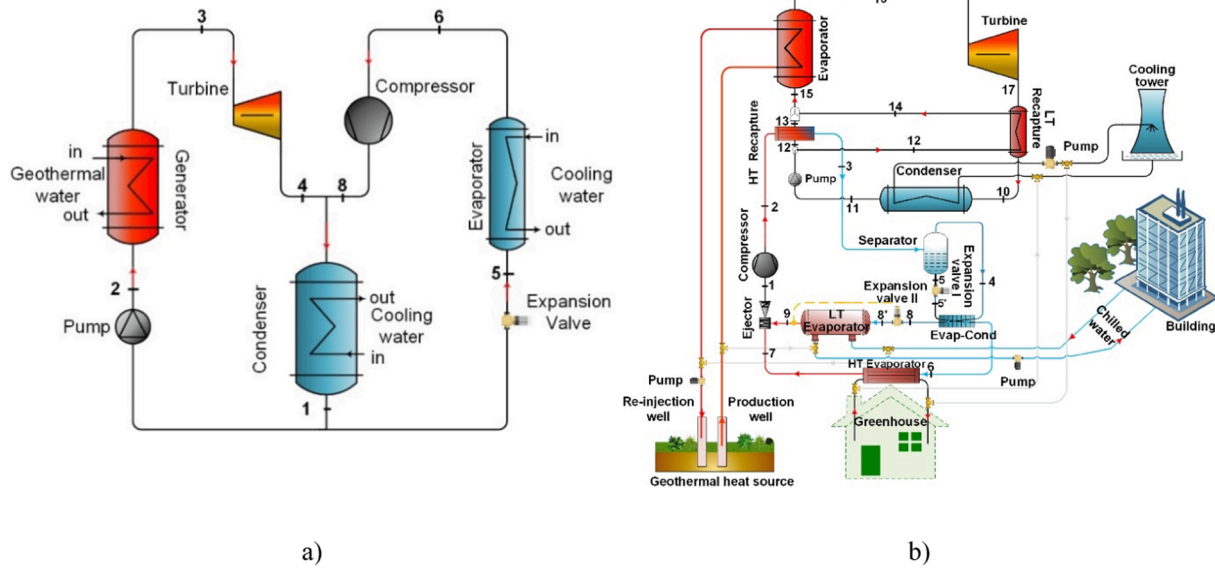 3
6
Turbine
Compressor
in
Geothermal
water
out
Generator
4
8
in
Cooling
water
out
Evaporator
2
5
Pump
Condenser
out
Cooling
water
in
Expansion
Valve
1
a)
Evaporator
Turbine
17
15
14
LT
Recapture
Cooling
tower
HT Recapture
13
12
12
3
Pump
Pump
Condenser
11
10
2
Compressor
Separator
Expansion
valve I
5
5'
4
1
Ejector
Expansion
valve II
9
LT
Evaporator
8'
8
Evap-Cond
Chilled
water
Building
7
HT Evaporator
6
Pump
Pump
Re-injection
well
Production
well
Greenhouse
Geothermal heat source
b)